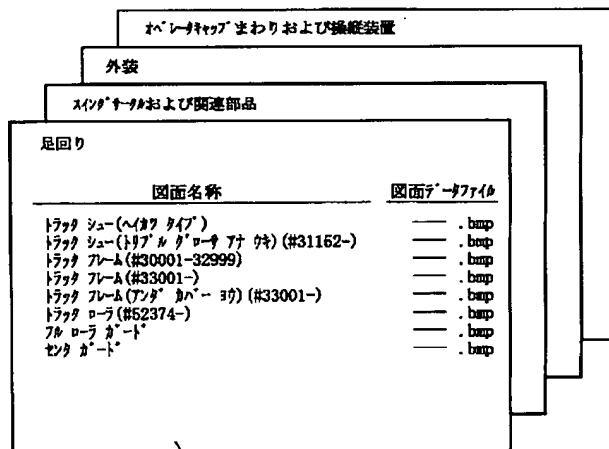 オペレータキャップまわりおよび操縦装置
外装
スインダサークルおよび関連部品
足回り
図面名称 図面データファイル
トラック シュー(ヘイカツ タイプ) .bmp
トラック シュー(トリプル グローサ アナ ウキ)(#31152-) .bmp
トラック フレーム(#30001-32999) .bmp
トラック フレーム(#33001-) .bmp
トラック フレーム(アンダ カバー ヨウ)(#33001-) .bmp
トラック ローラ(#52374-) .bmp
フル ローラ ガード .bmp
センタ ガード .bmp